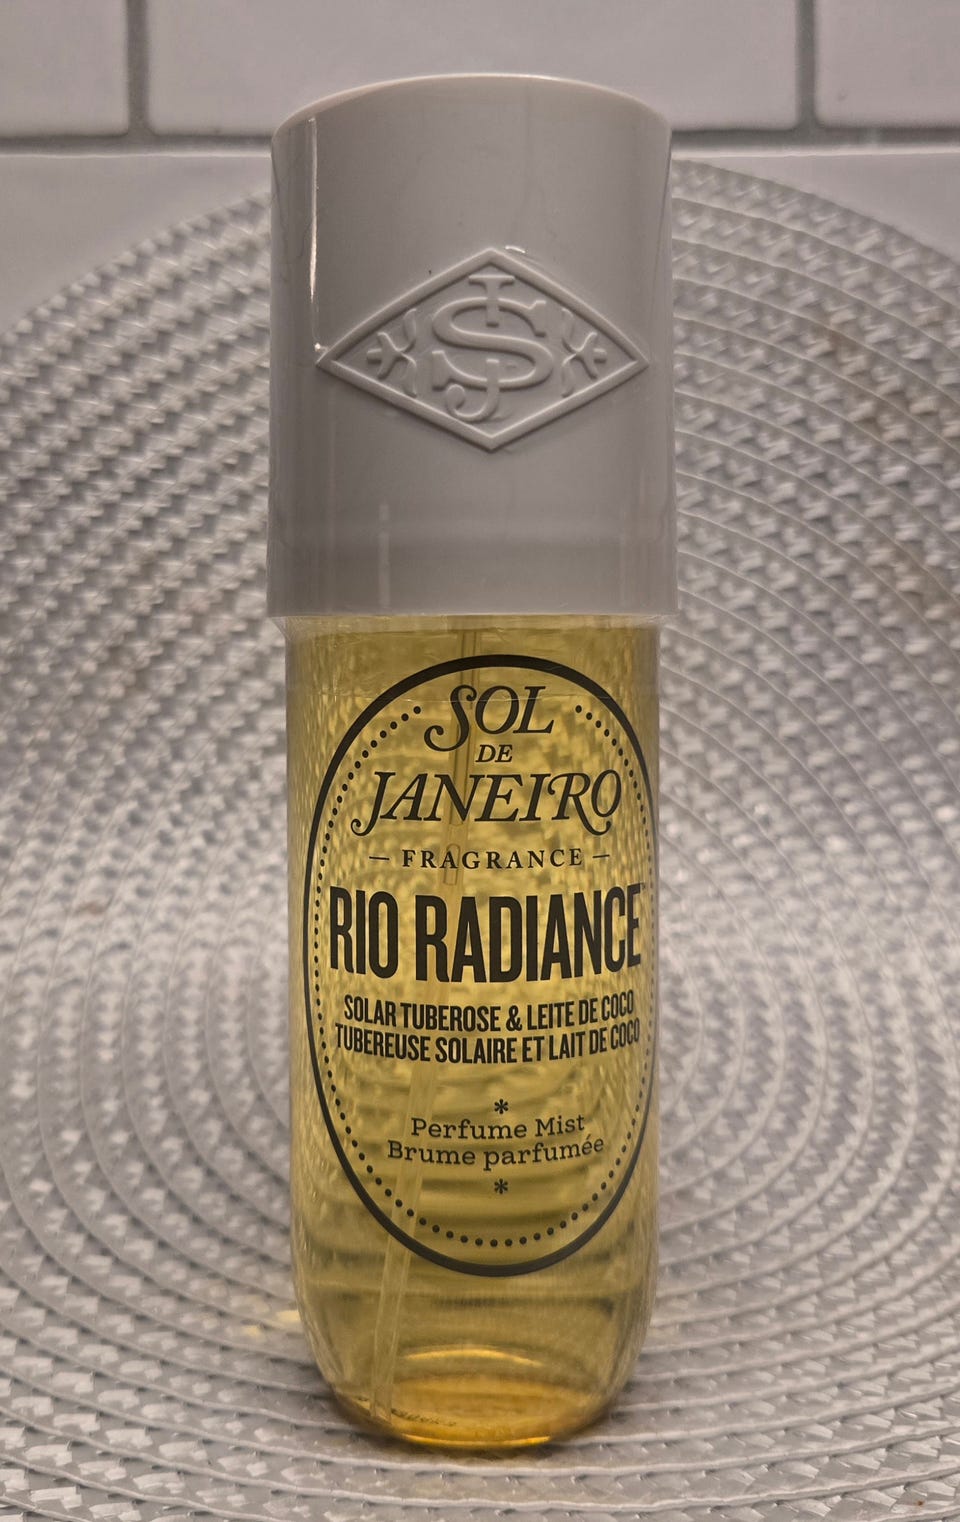 SJ
SOL
DE
JANEIRO
— FRAGRANCE —
RIO RADIANCE
SOLAR TUBEROSE & LEITE DE COCO
TUBEREUSE SOLAIRE ET LAIT DE COCO
*
Perfume Mist
Brume parfumée
*